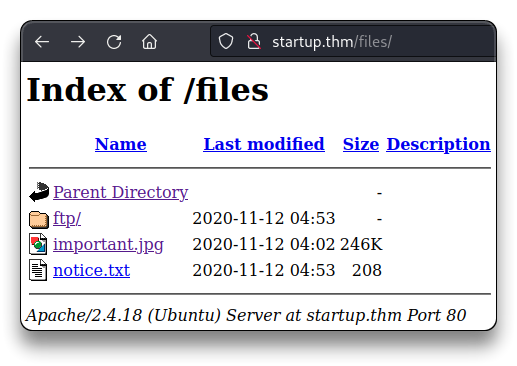 startup.thm/files/
Index of /files
Name Last modified Size Description
Parent Directory -
ftp/ 2020-11-12 04:53 -
important.jpg 2020-11-12 04:02 246K
notice.txt 2020-11-12 04:53 208
Apache/2.4.18 (Ubuntu) Server at startup.thm Port 80